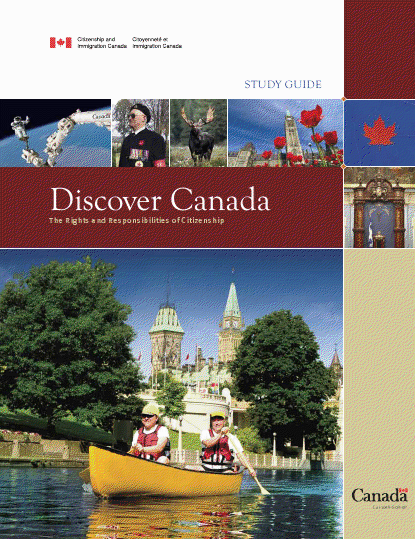 Citizenship and
Immigration Canada
Citoyenneté et
Immigration Canada
STUDY GUIDE
Canada
Discover Canada
The Rights and Responsibilities of Citizenship
Canada